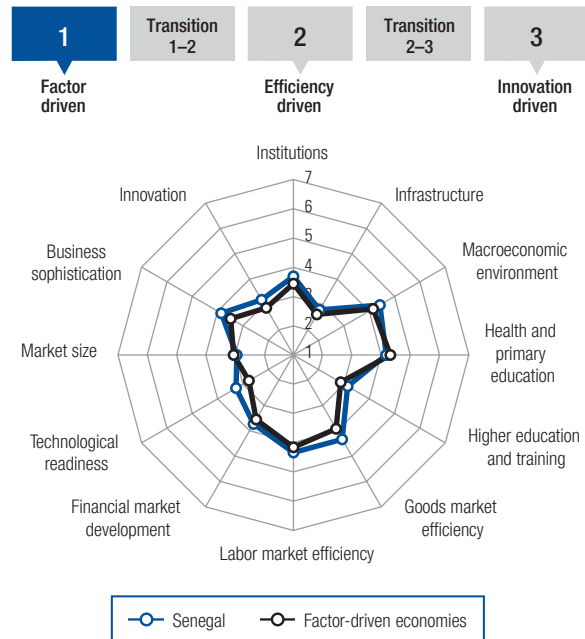 1
Transition
1–2
2
Transition
2–3
3
Factor
driven
Efficiency
driven
Innovation
driven
Institutions
7
6
5
4
3
2
1
Infrastructure
Macroeconomic
environment
Health and
primary
education
Higher education
and training
Goods market
efficiency
Labor market efficiency
Financial market
development
Technological
readiness
Market size
Business
sophistication
Innovation
Senegal
Factor-driven economies